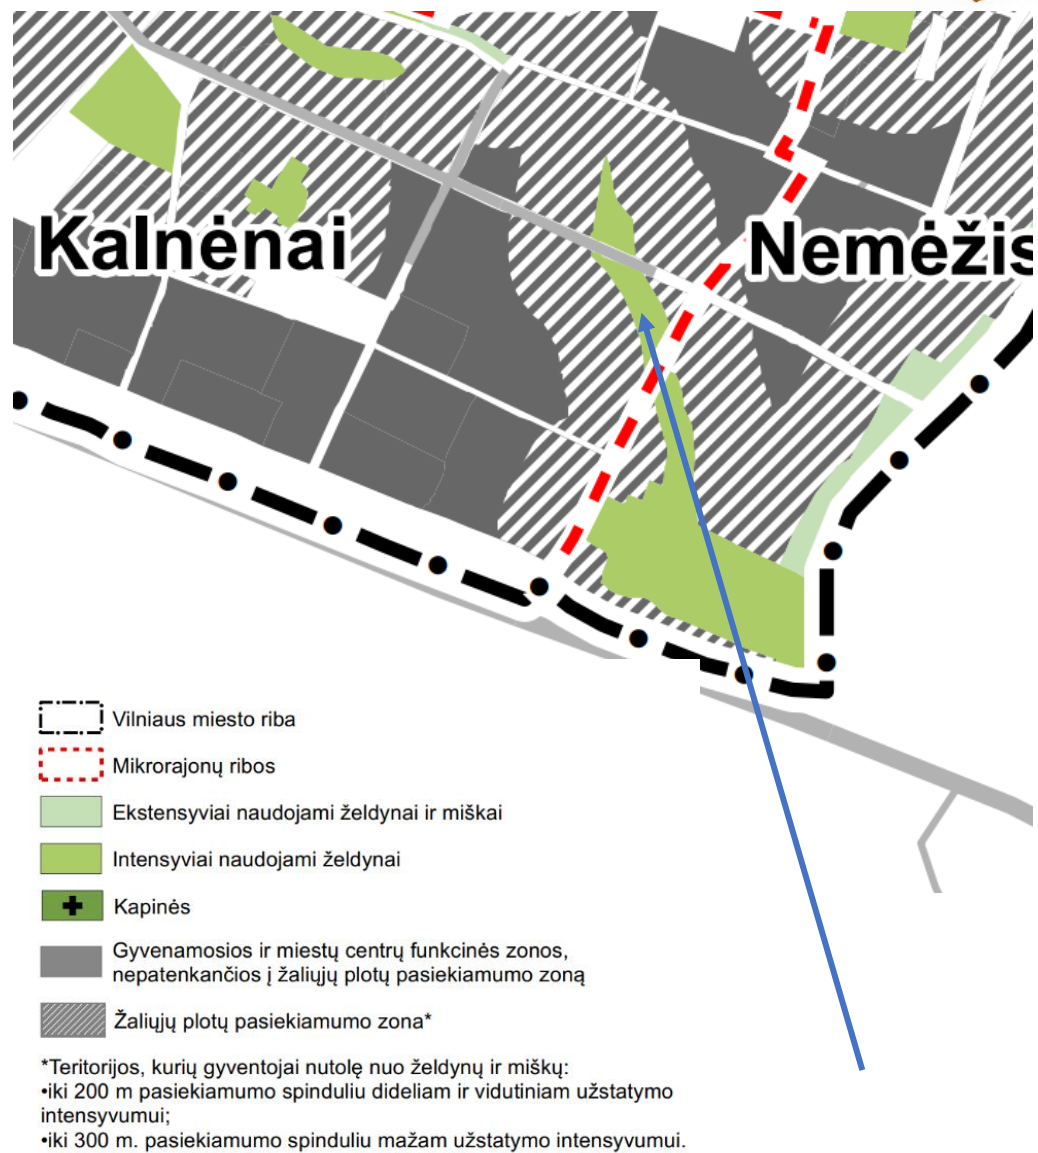 Kalnėnai
Nemėžis
Vilniaus miesto riba
Mikrorajonų ribos
Ekstensyviai naudojami želdynai ir miškai
Intensyviai naudojami želdynai
Kapinės
Gyvenamosios ir miestų centrų funkcinės zonos,
nepatenkančios į žaliųjų plotų pasiekiamumo zoną
Žaliųjų plotų pasiekiamumo zona*
*Teritorijos, kurių gyventojai nutolę nuo želdynų ir miškų:
•iki 200 m pasiekiamumo spinduliu dideliam ir vidutiniam užstatymo
intensyvumui;
•iki 300 m. pasiekiamumo spinduliu mažam užstatymo intensyvumui.